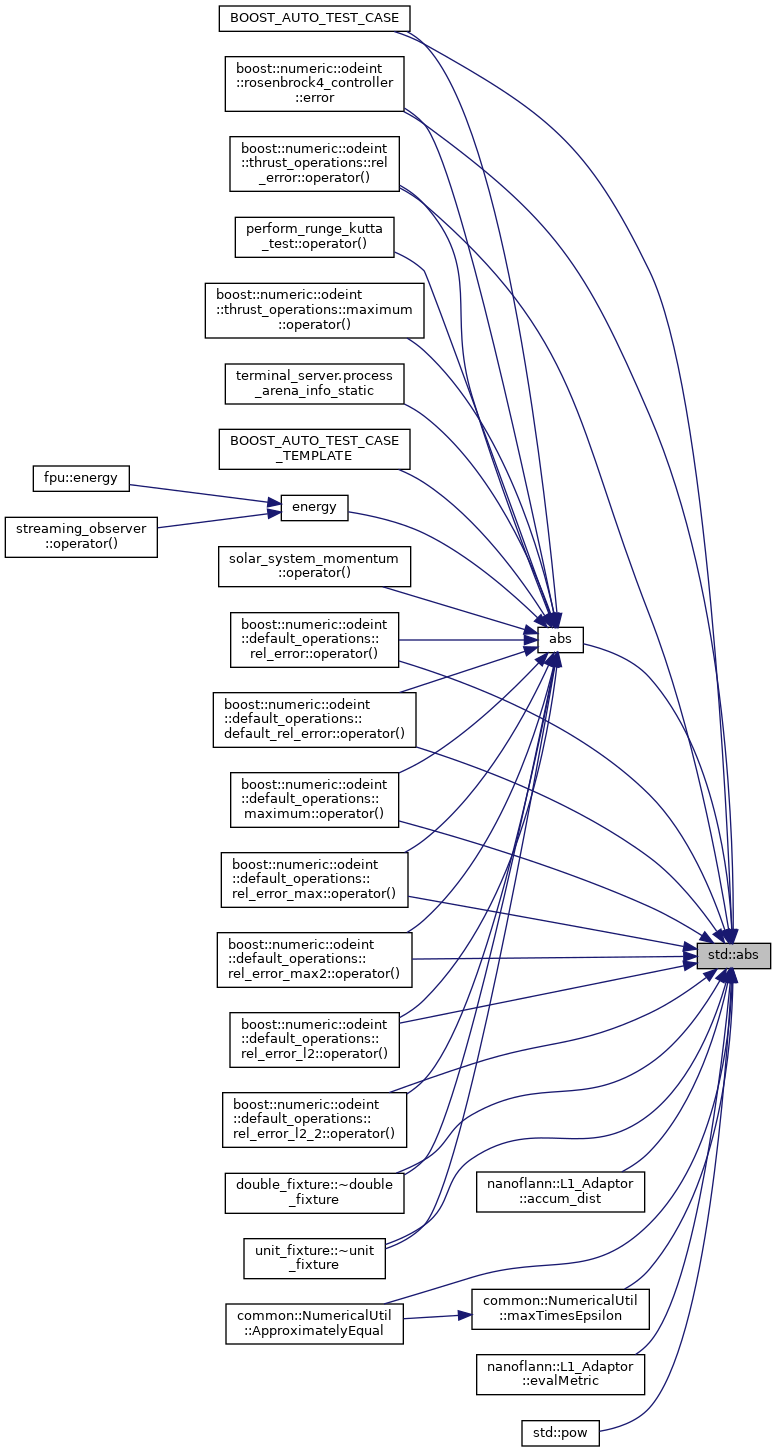 BOOST_AUTO_TEST_CASE
boost::numeric::odeint
::rosenbrock4_controller
::error
boost::numeric::odeint
::thrust_operations::rel
_error::operator()
perform_runge_kutta
_test::operator()
boost::numeric::odeint
::thrust_operations::maximum
::operator()
terminal_server.process
_arena_info_static
BOOST_AUTO_TEST_CASE
_TEMPLATE
fpu::energy
energy
streaming_observer
::operator()
solar_system_momentum
::operator()
boost::numeric::odeint
::default_operations::
rel_error::operator()
abs
boost::numeric::odeint
::default_operations::
default_rel_error::operator()
boost::numeric::odeint
::default_operations::
maximum::operator()
boost::numeric::odeint
::default_operations::
rel_error_max::operator()
boost::numeric::odeint
::default_operations::
rel_error_max2::operator()
std::abs
boost::numeric::odeint
::default_operations::
rel_error_l2::operator()
boost::numeric::odeint
::default_operations::
rel_error_l2_2::operator()
double_fixture::~double
_fixture
nanoflann::L1_Adaptor
::accum_dist
unit_fixture::~unit
_fixture
common::NumericalUtil
::ApproximatelyEqual
common::NumericalUtil
::maxTimesEpsilon
nanoflann::L1_Adaptor
::evalMetric
std::pow